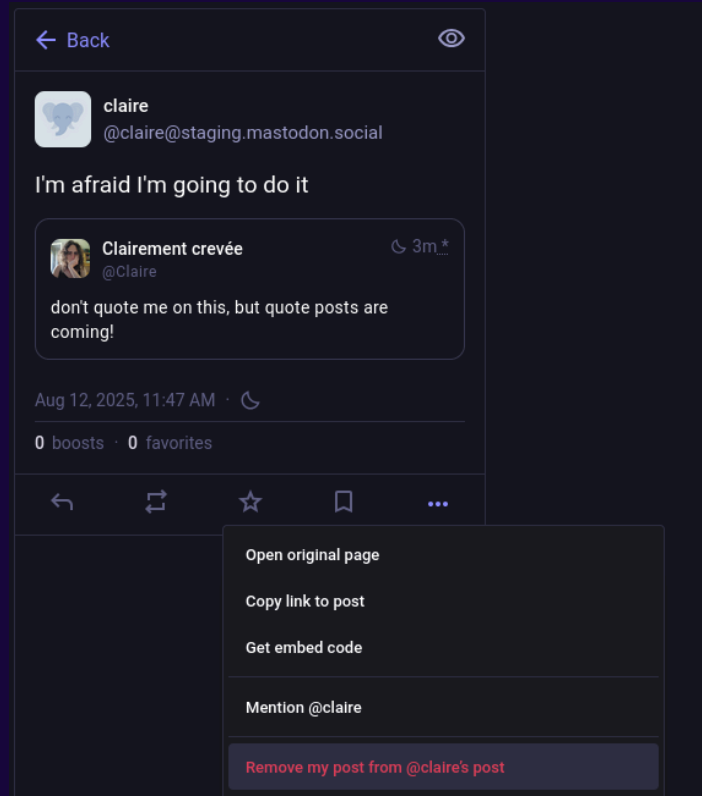 Back
claire
@claire@staging.mastodon.social
I'm afraid I'm going to do it
Clairement crevée
3m *
@Claire
don't quote me on this, but quote posts are
coming!
Aug 12, 2025, 11:47 AM ·
0 boosts · 0 favorites
Open original page
Copy link to post
Get embed code
Mention @claire
Remove my post from @claire's post